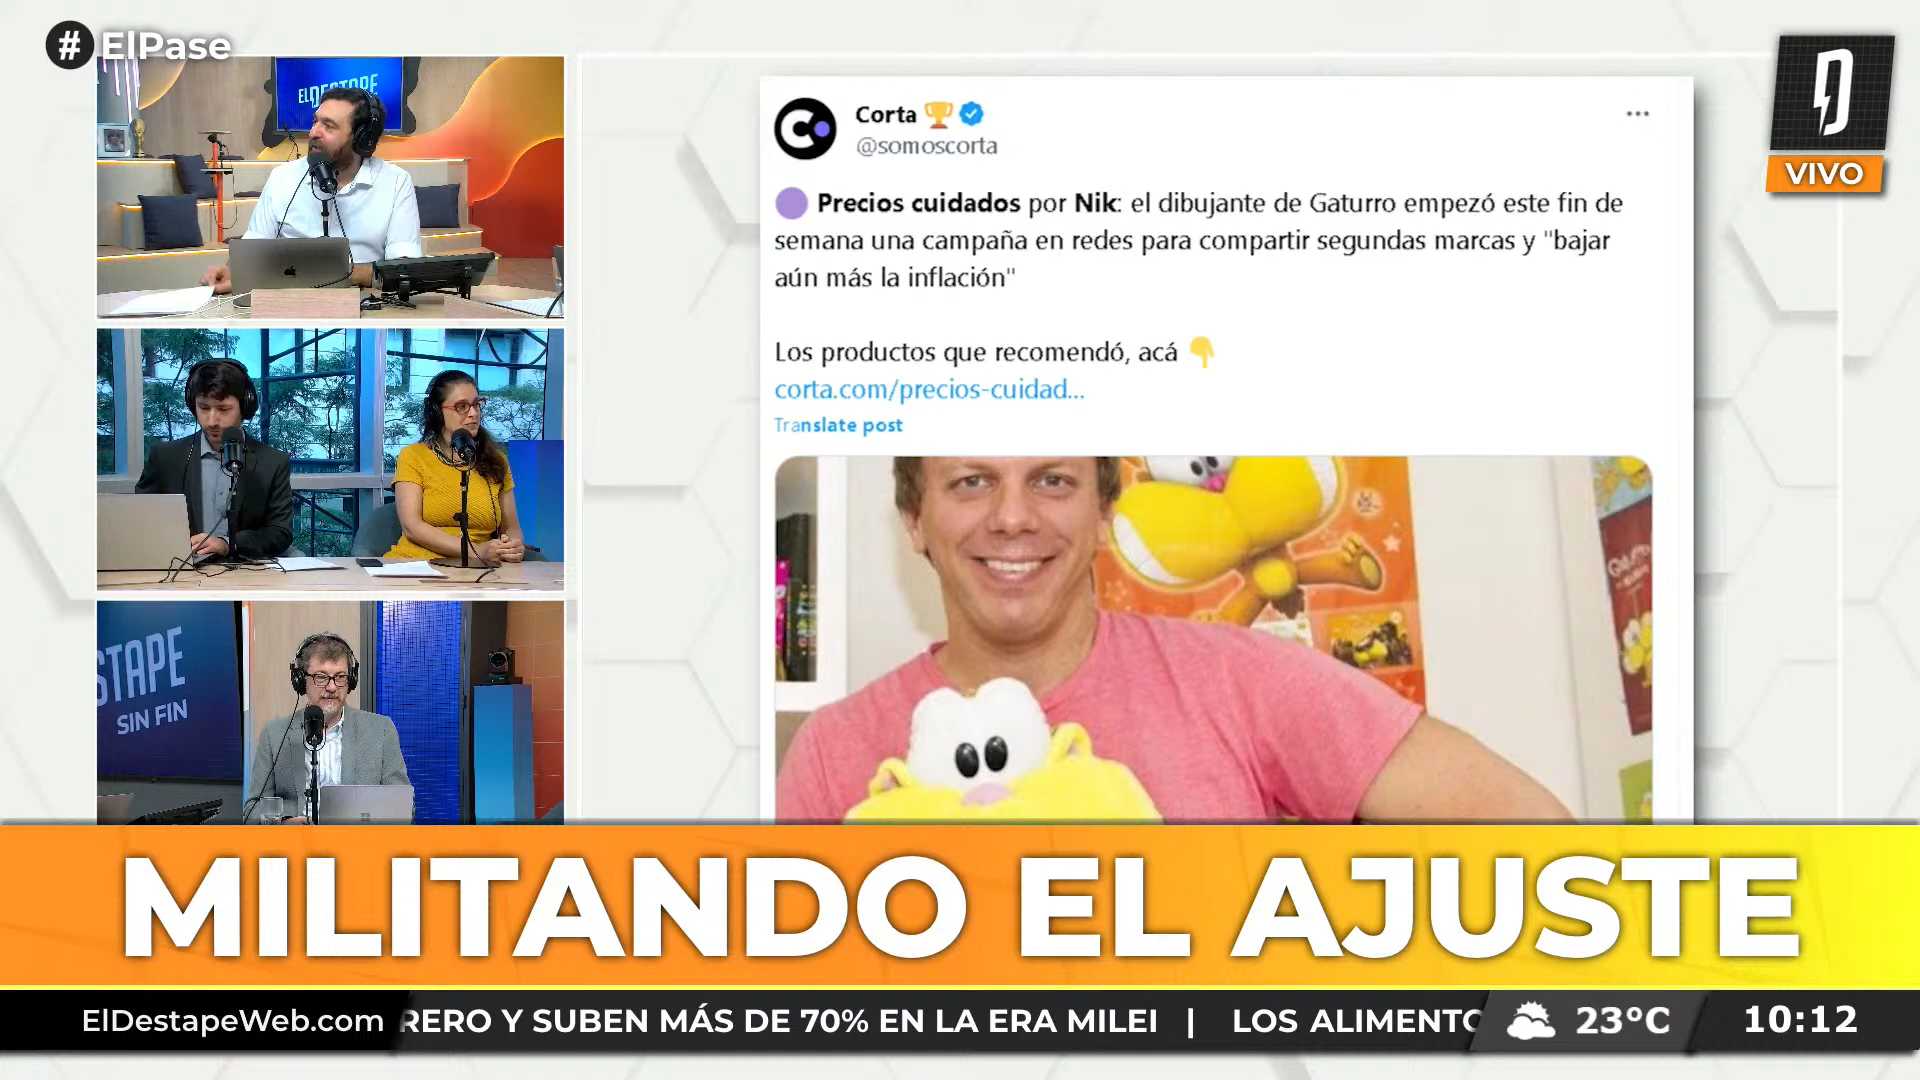 # ElPase
EL DESTAPE
Corta
@somoscorta
Precios cuidados por Nik: el dibujante de Gaturro empezó este fin de
semana una campaña en redes para compartir segundas marcas y "bajar
aún más la inflación"
Los productos que recomendó, acá
corta.com/precios-cuidad...
Translate post
VIVO
STAPE
SIN FIN
MILITANDO EL AJUSTE
ElDestapeWeb.com
RERO Y SUBEN MÁS DE 70% EN LA ERA MILEI | LOS ALIMENTO
23°C
10:12